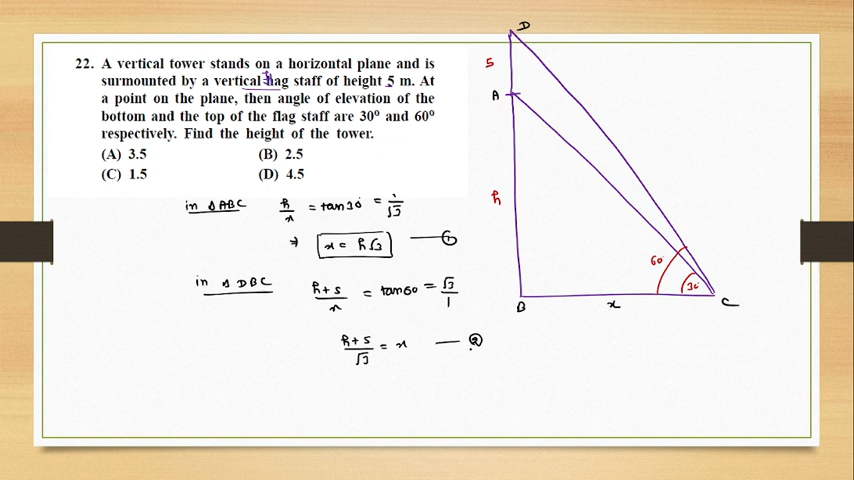 22. A vertical tower stands on a horizontal plane and is
surmounted by a vertical flag staff of height 5 m. At
a point on the plane, then angle of elevation of the
bottom and the top of the flag staff are 30° and 60°
respectively. Find the height of the tower.
(A) 3.5 (B) 2.5
(C) 1.5 (D) 4.5
in △ABC h/x = tan30° = 1/√3
⇒ x = h√3 — ①
in △DBC h+5/x = tan60 = √3/1
h+5/√3 = x — ②
D
5
A
h
60°
30°
B
x
C